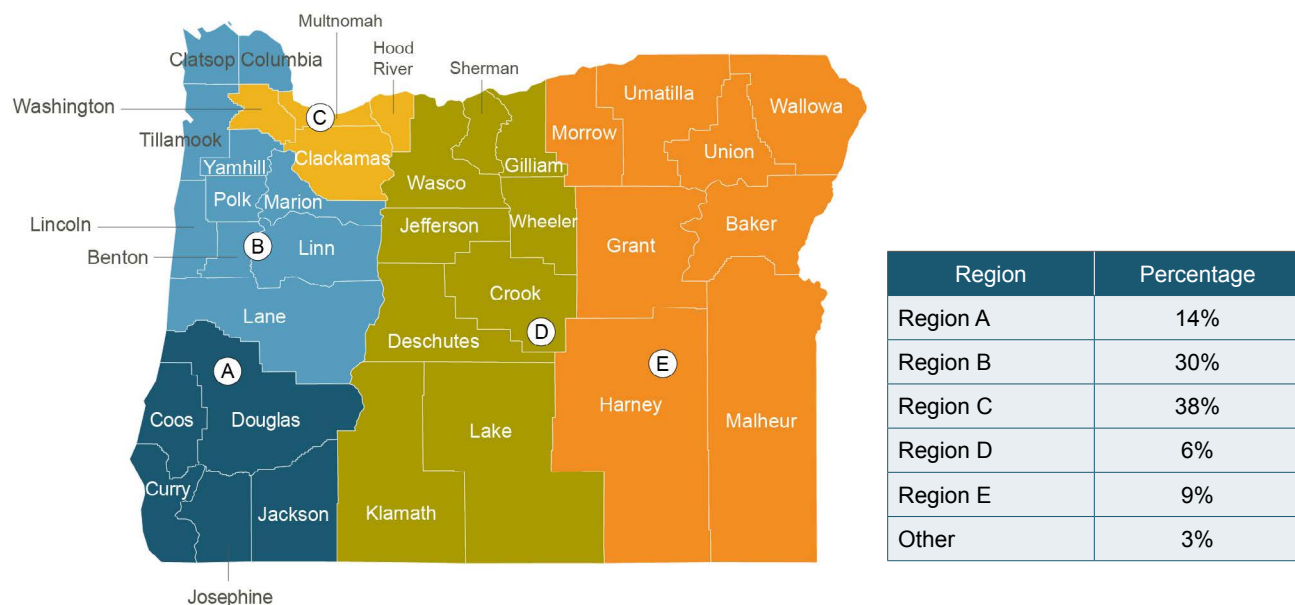 Multnomah
Clatsop Columbia
Hood
River
Sherman
Washington
C
Tillamook
Clackamas
Yamhill
Polk
Marion
Lincoln
Benton
B
Linn
Lane
A
Coos
Douglas
Curry
Jackson
Josephine
Wasco
Gilliam
Jefferson
Wheeler
Crook
D
Deschutes
Lake
Klamath
Umatilla
Wallowa
Morrow
Union
Baker
Grant
E
Harney
Malheur
Region Percentage
Region A 14%
Region B 30%
Region C 38%
Region D 6%
Region E 9%
Other 3%